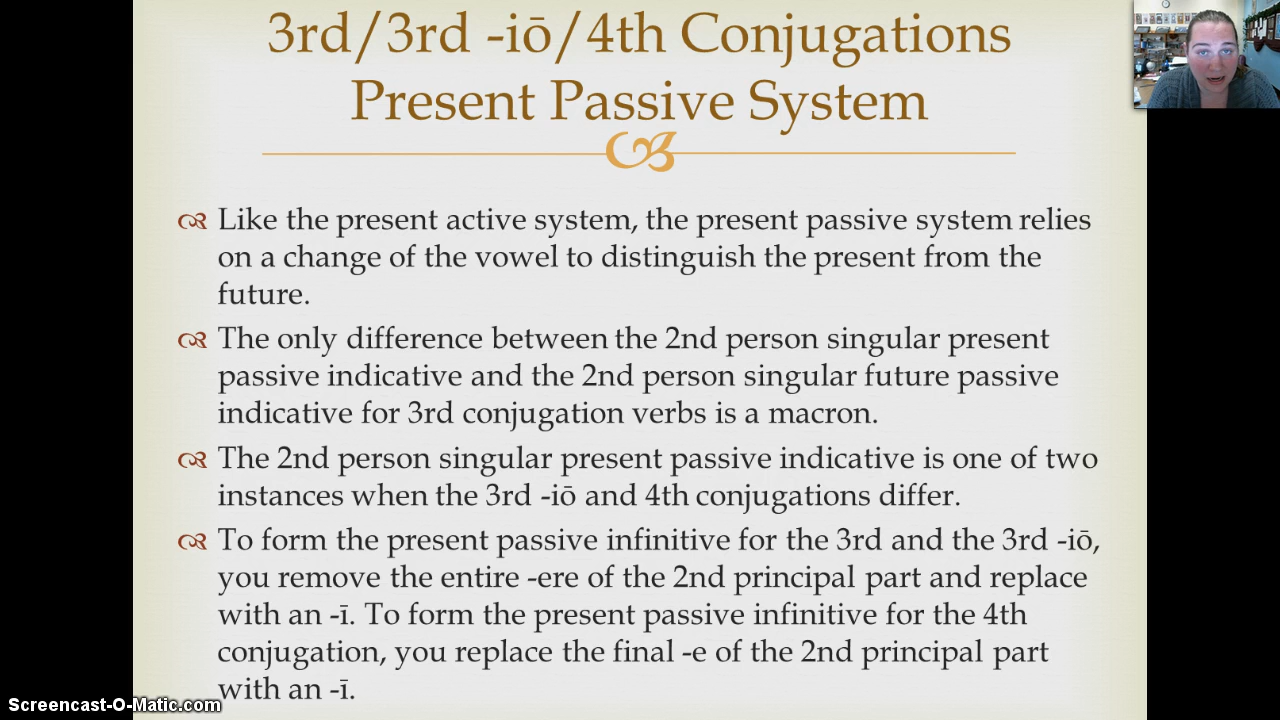 3rd/3rd -iō/4th Conjugations
Present Passive System
Like the present active system, the present passive system relies
on a change of the vowel to distinguish the present from the
future.
The only difference between the 2nd person singular present
passive indicative and the 2nd person singular future passive
indicative for 3rd conjugation verbs is a macron.
The 2nd person singular present passive indicative is one of two
instances when the 3rd -iō and 4th conjugations differ.
To form the present passive infinitive for the 3rd and the 3rd -iō,
you remove the entire -ere of the 2nd principal part and replace
with an -ī. To form the present passive infinitive for the 4th
conjugation, you replace the final -e of the 2nd principal part
with an -ī.
Screencast-O-Matic.com